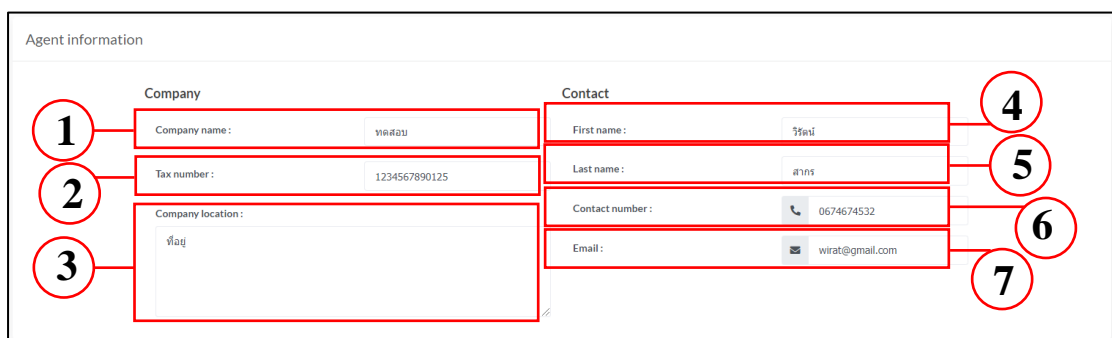 Agent information
Company
1
Company name :
ทดสอบ
2
Tax number :
1234567890125
3
Company location :
ที่อยู่
Contact
First name :
วิรัตน์
4
Last name :
สากร
5
Contact number :
0674674532
6
Email :
wirat@gmail.com
7